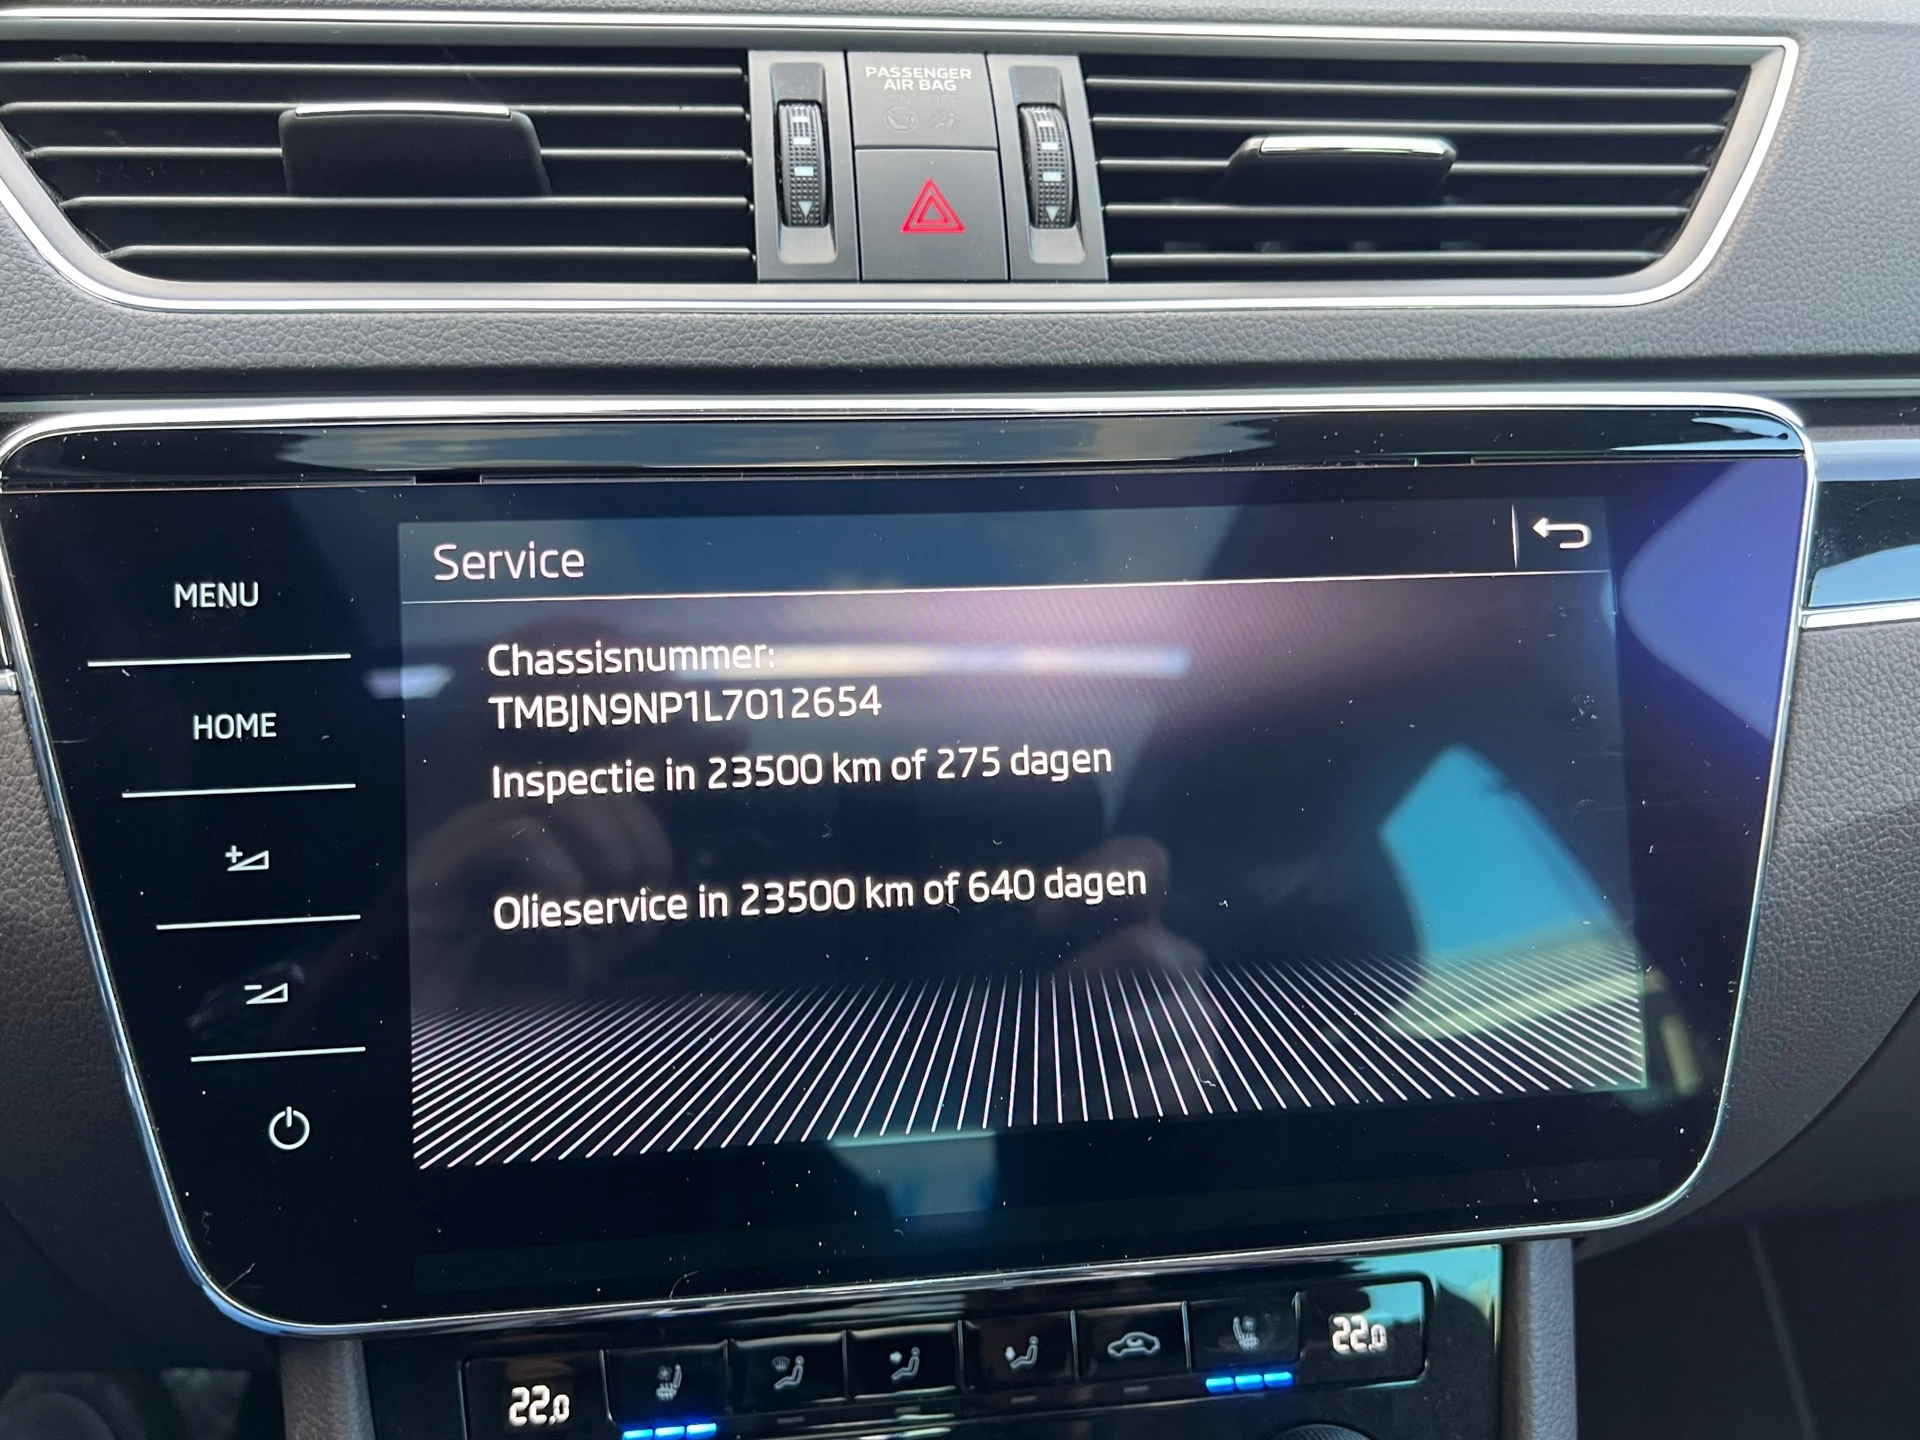 PASSENGER
AIR BAG
Service
MENU
HOME
Chassisnummer:
TMBJN9NP1L7012654
Inspectie in 23500 km of 275 dagen
Olieservice in 23500 km of 640 dagen
22,0
22,0